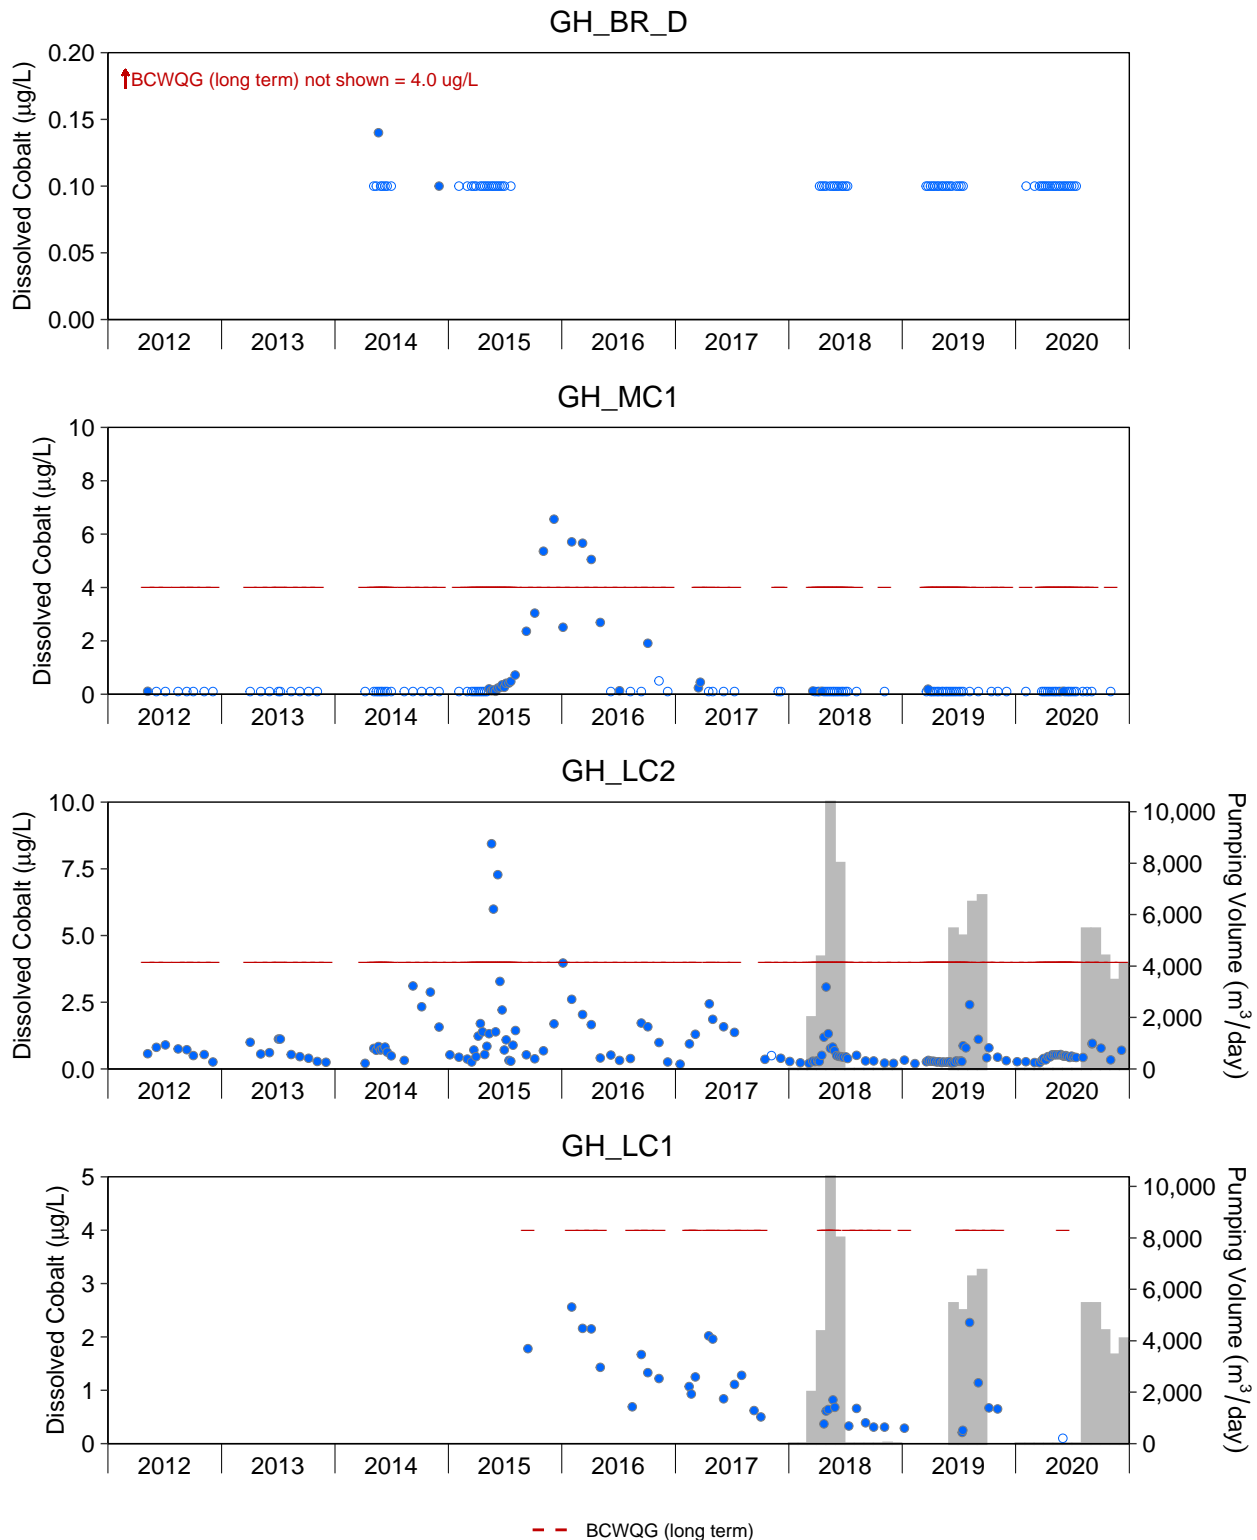 GH_BR_D
Dissolved Cobalt (μg/L)
0.20
0.15
0.10
0.05
0.00
BCWQG (long term) not shown = 4.0 ug/L
2012 2013 2014 2015 2016 2017 2018 2019 2020
GH_MC1
Dissolved Cobalt (μg/L)
10
8
6
4
2
0
2012 2013 2014 2015 2016 2017 2018 2019 2020
GH_LC2
Dissolved Cobalt (μg/L)
10.0
7.5
5.0
2.5
0.0
10,000
8,000
6,000
4,000
2,000
0
Pumping Volume (m³/day)
2012 2013 2014 2015 2016 2017 2018 2019 2020
GH_LC1
Dissolved Cobalt (μg/L)
5
4
3
2
1
0
10,000
8,000
6,000
4,000
2,000
0
Pumping Volume (m³/day)
2012 2013 2014 2015 2016 2017 2018 2019 2020
BCWQG (long term)